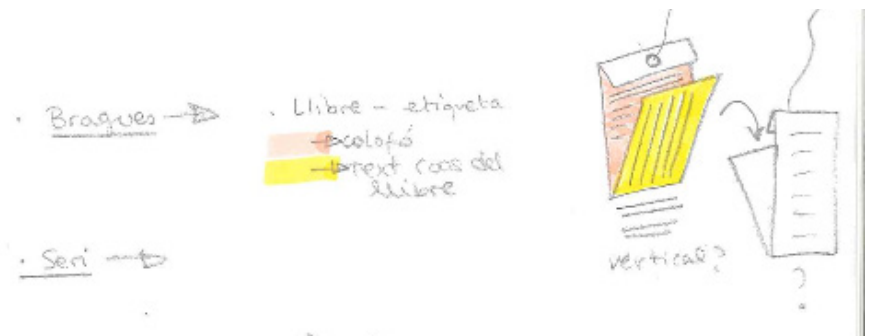 · Bragues
· Llibre - etiqueta
colofó
text cos del
llibre
· Seri
vertical?
?